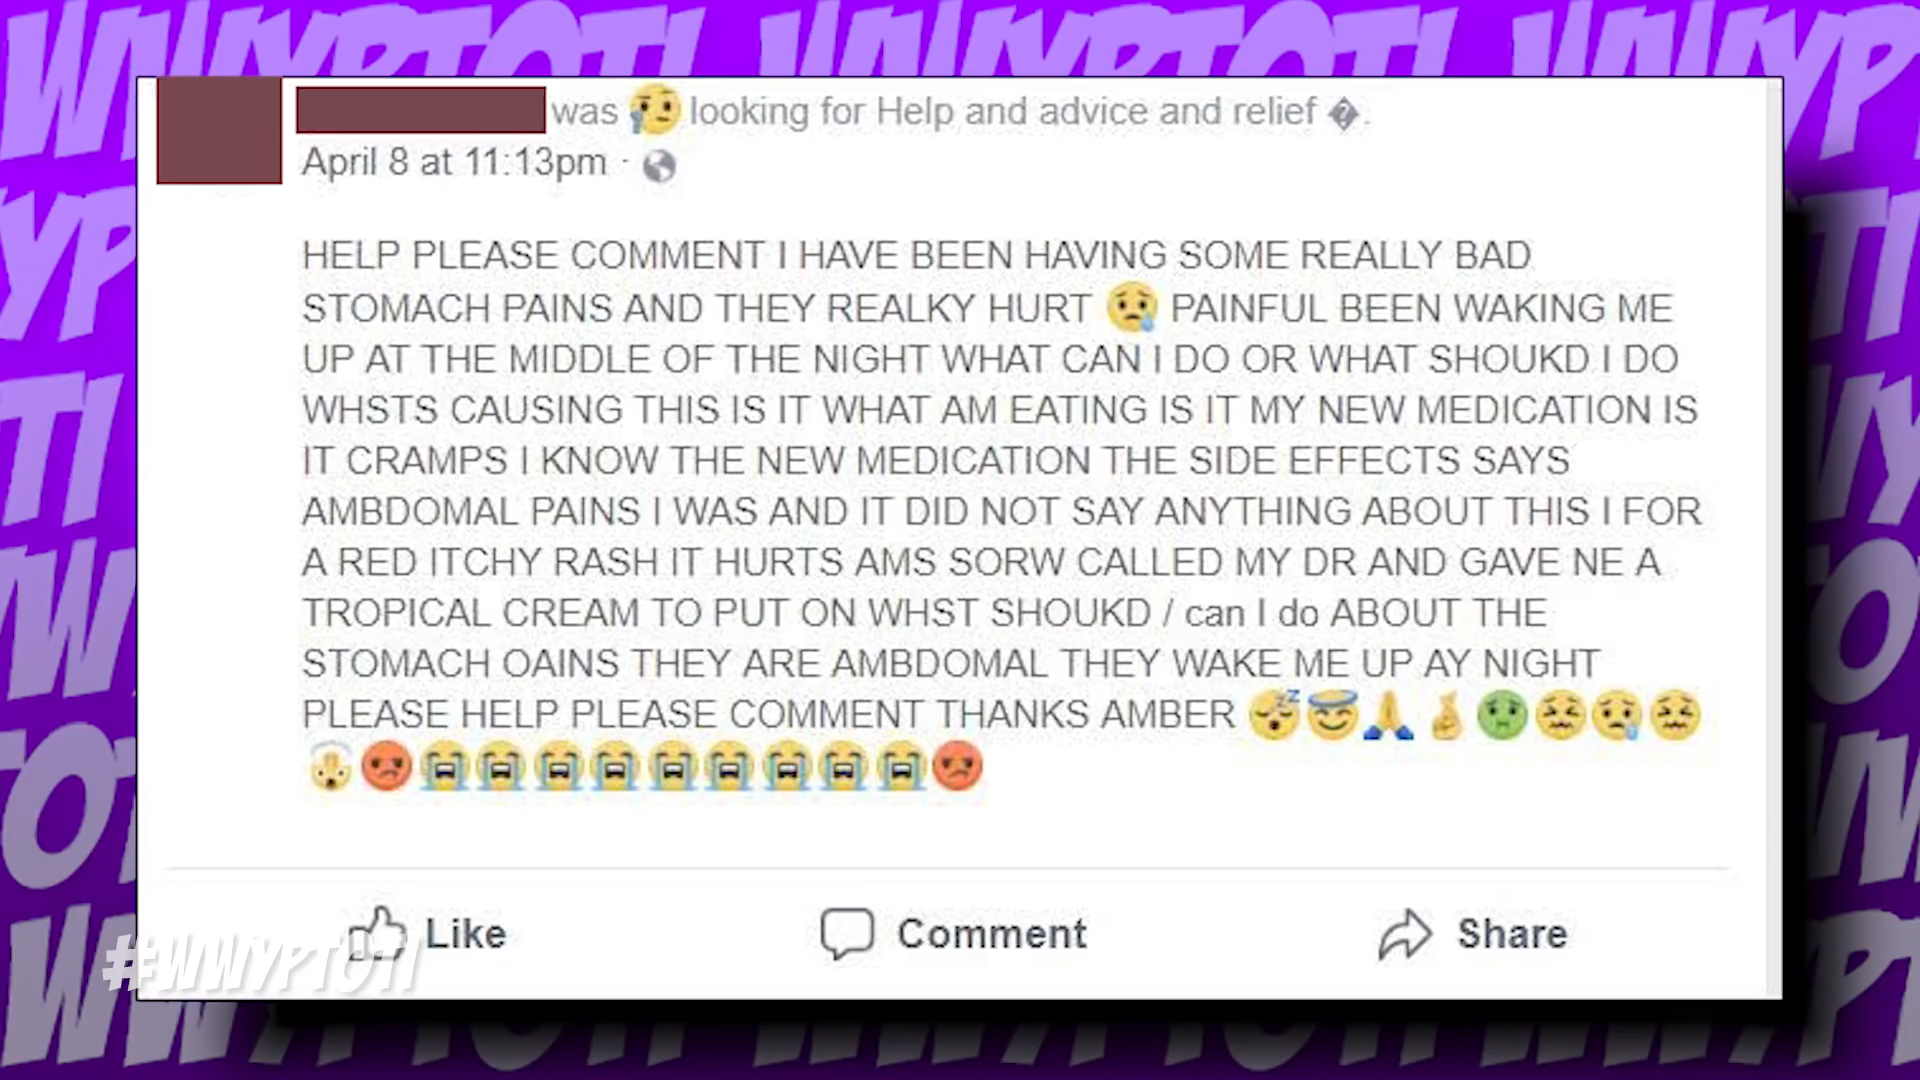 was 🤥 looking for Help and advice and relief �.
April 8 at 11:13pm ·
HELP PLEASE COMMENT I HAVE BEEN HAVING SOME REALLY BAD
STOMACH PAINS AND THEY REALKY HURT 😢 PAINFUL BEEN WAKING ME
UP AT THE MIDDLE OF THE NIGHT WHAT CAN I DO OR WHAT SHOUKD I DO
WHSTS CAUSING THIS IS IT WHAT AM EATING IS IT MY NEW MEDICATION IS
IT CRAMPS I KNOW THE NEW MEDICATION THE SIDE EFFECTS SAYS
AMBDOMAL PAINS I WAS AND IT DID NOT SAY ANYTHING ABOUT THIS I FOR
A RED ITCHY RASH IT HURTS AMS SORW CALLED MY DR AND GAVE NE A
TROPICAL CREAM TO PUT ON WHST SHOUKD / can I do ABOUT THE
STOMACH OAINS THEY ARE AMBDOMAL THEY WAKE ME UP AY NIGHT
PLEASE HELP PLEASE COMMENT THANKS AMBER 😴😇🙏🤞🤢😖😢😖
🤯😡😭😭😭😭😭😭😭😭😭😡
Like Comment Share
#WWYPTOTI